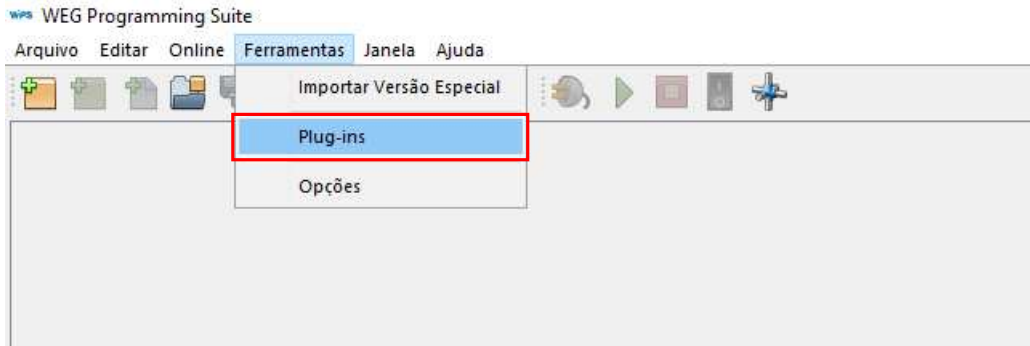 WPS WEG Programming Suite
Arquivo Editar Online Ferramentas Janela Ajuda
Importar Versão Especial
Plug-ins
Opções